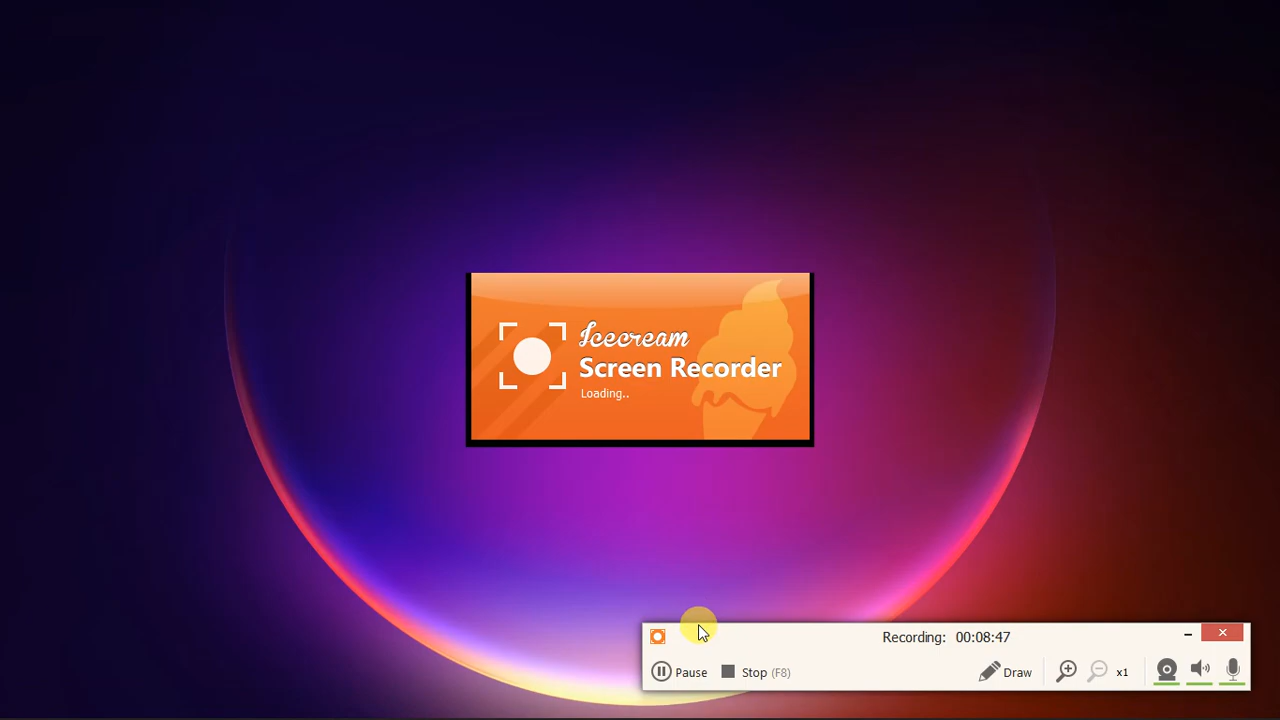 Icecream
Screen Recorder
Loading..
Recording: 00:08:47
Pause Stop (F8) Draw x1